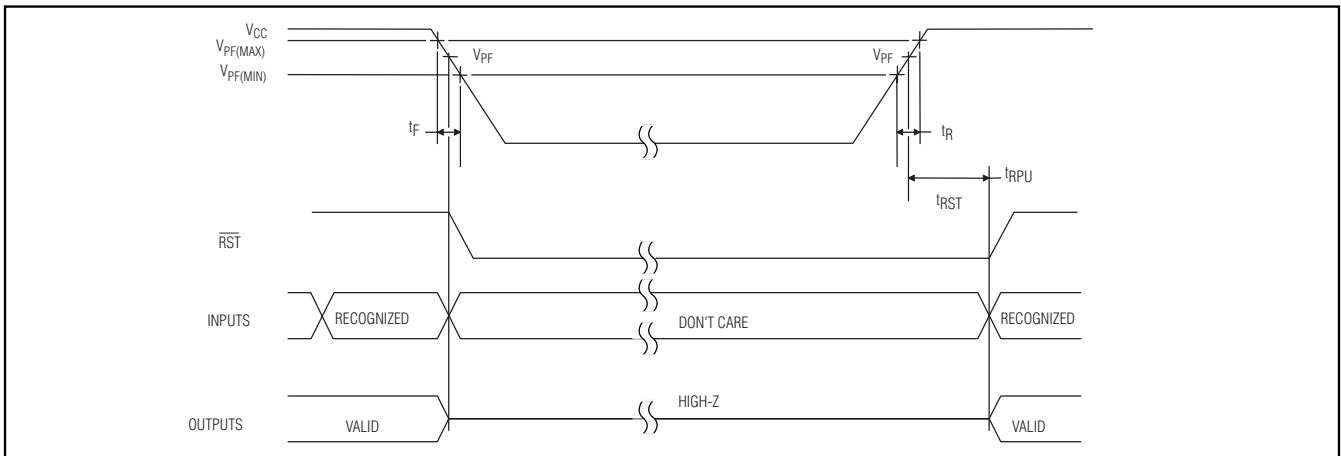 VCC
VPF(MAX)
VPF
VPF
VPF(MIN)
tF
tR
tRPU
tRST
RST
INPUTS
RECOGNIZED
DON'T CARE
RECOGNIZED
HIGH-Z
OUTPUTS
VALID
VALID